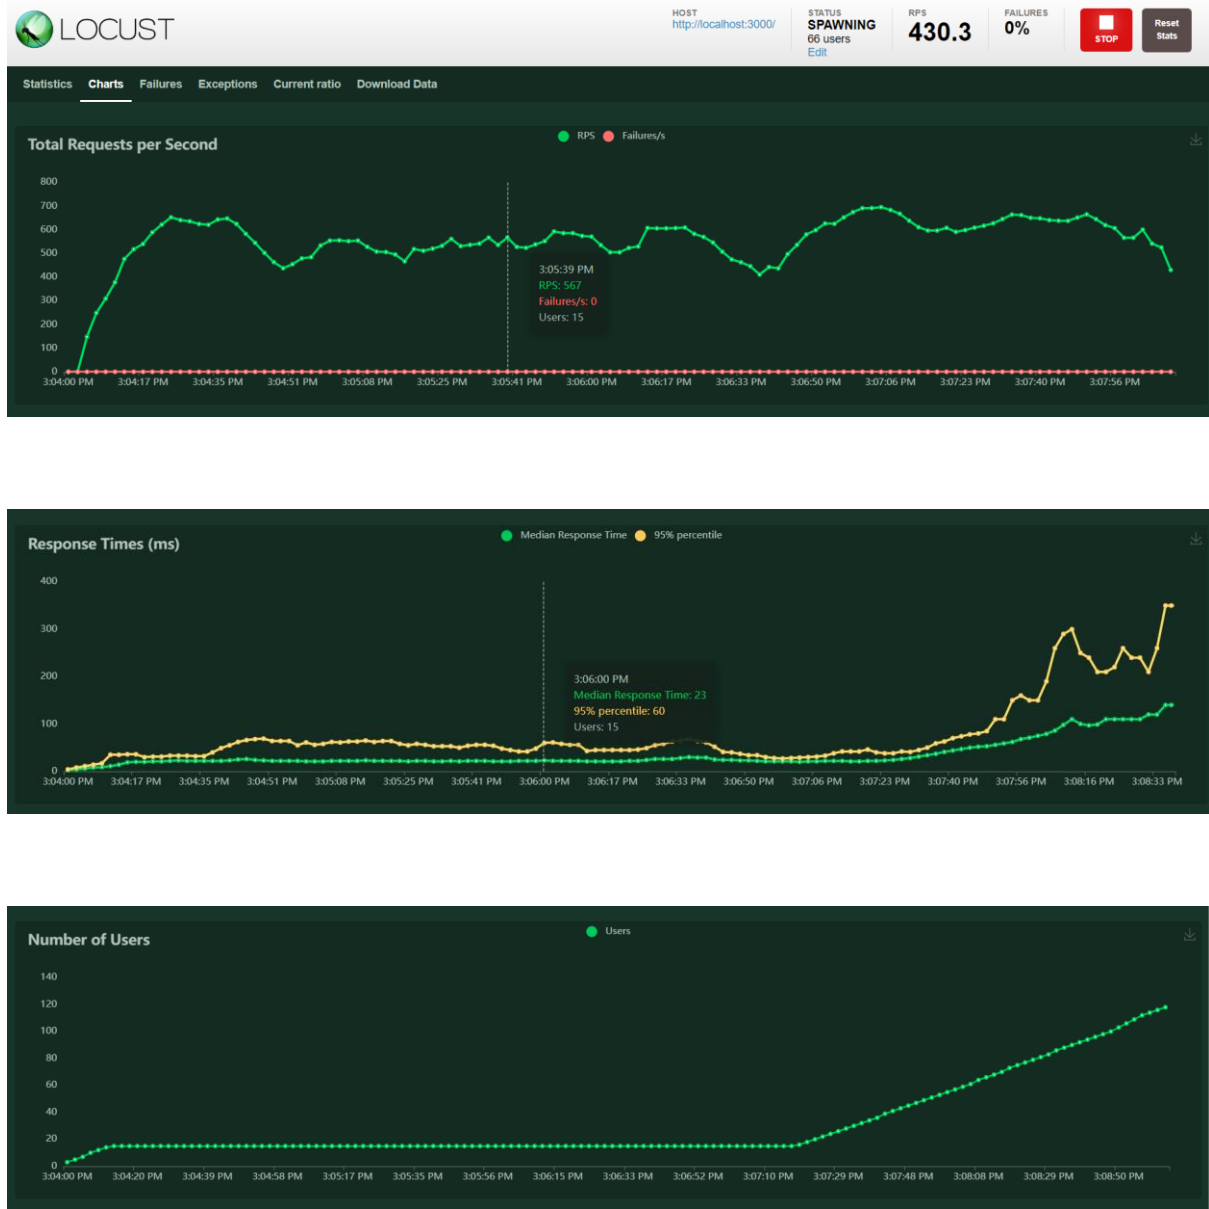 LOCUST
HOST
http://localhost:3000/
STATUS
SPAWNING
66 users
Edit
RPS
430.3
FAILURES
0%
STOP
Reset
Stats
Statistics Charts Failures Exceptions Current ratio Download Data
Total Requests per Second
RPS Failures/s
800
700
600
500
400
300
200
100
0
3:05:39 PM
RPS: 567
Failures/s: 0
Users: 15
3:04:00 PM 3:04:17 PM 3:04:35 PM 3:04:51 PM 3:05:08 PM 3:05:25 PM 3:05:41 PM 3:06:00 PM 3:06:17 PM 3:06:33 PM 3:06:50 PM 3:07:06 PM 3:07:23 PM 3:07:40 PM 3:07:56 PM
Response Times (ms)
Median Response Time 95% percentile
400
300
200
100
0
3:06:00 PM
Median Response Time: 23
95% percentile: 60
Users: 15
3:04:00 PM 3:04:17 PM 3:04:35 PM 3:04:51 PM 3:05:08 PM 3:05:25 PM 3:05:41 PM 3:06:00 PM 3:06:17 PM 3:06:33 PM 3:06:50 PM 3:07:06 PM 3:07:23 PM 3:07:40 PM 3:07:56 PM 3:08:16 PM 3:08:33 PM
Number of Users
Users
140
120
100
80
60
40
20
0
3:04:00 PM 3:04:20 PM 3:04:39 PM 3:04:58 PM 3:05:17 PM 3:05:35 PM 3:05:56 PM 3:06:15 PM 3:06:33 PM 3:06:52 PM 3:07:10 PM 3:07:29 PM 3:07:48 PM 3:08:08 PM 3:08:29 PM 3:08:50 PM